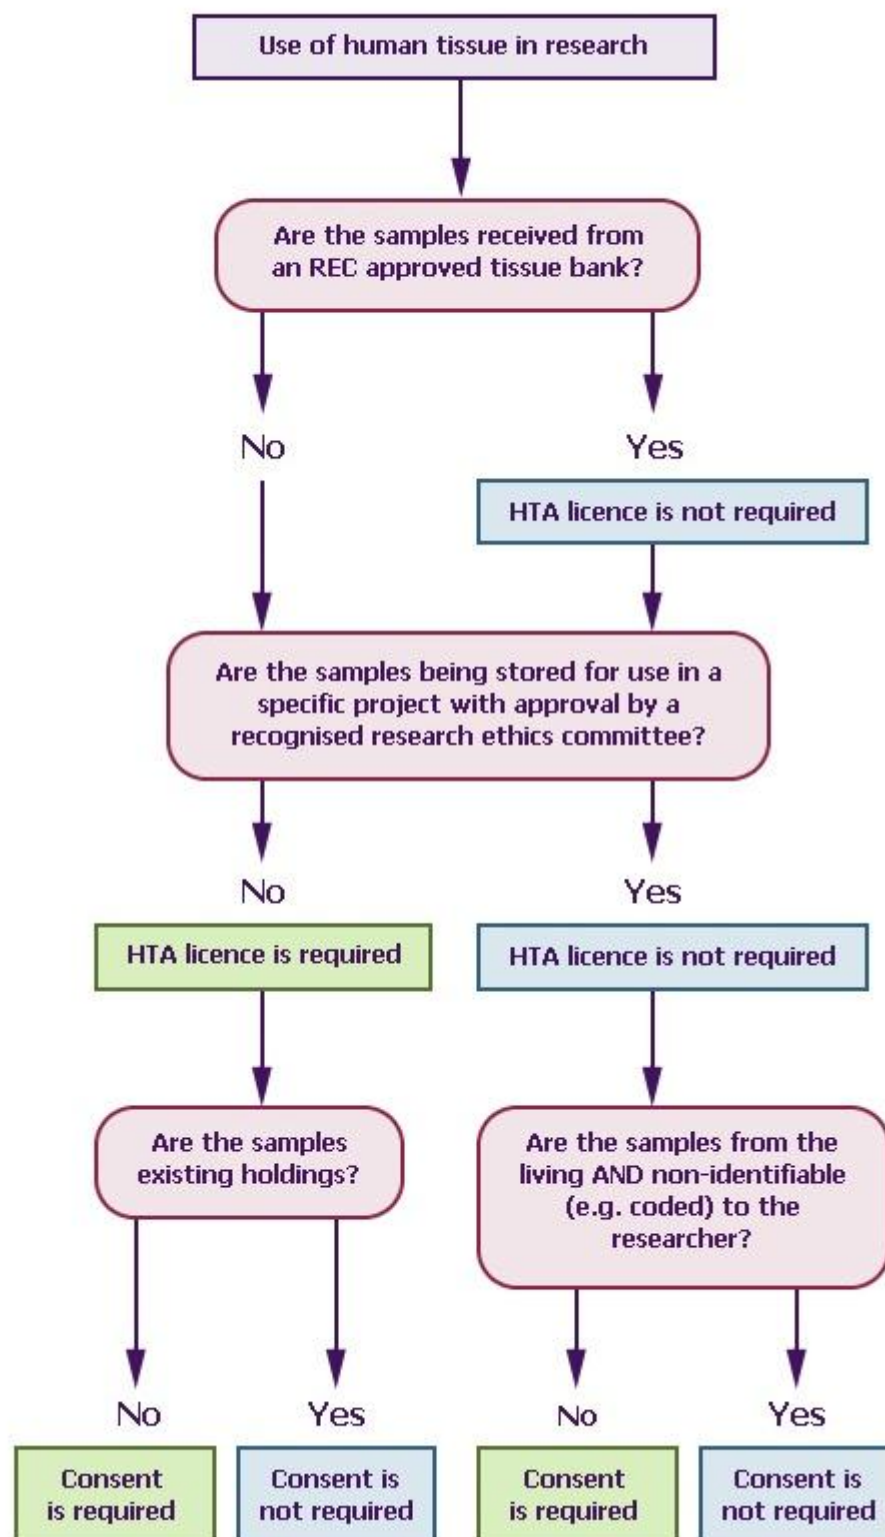 Use of human tissue in research
Are the samples received from
an REC approved tissue bank?
No
Yes
HTA licence is not required
Are the samples being stored for use in a
specific project with approval by a
recognised research ethics committee?
No
Yes
HTA licence is required
HTA licence is not required
Are the samples
existing holdings?
Are the samples from the
living AND non-identifiable
(e.g. coded) to the
researcher?
No
Yes
No
Yes
Consent
is required
Consent is
not required
Consent
is required
Consent is
not required